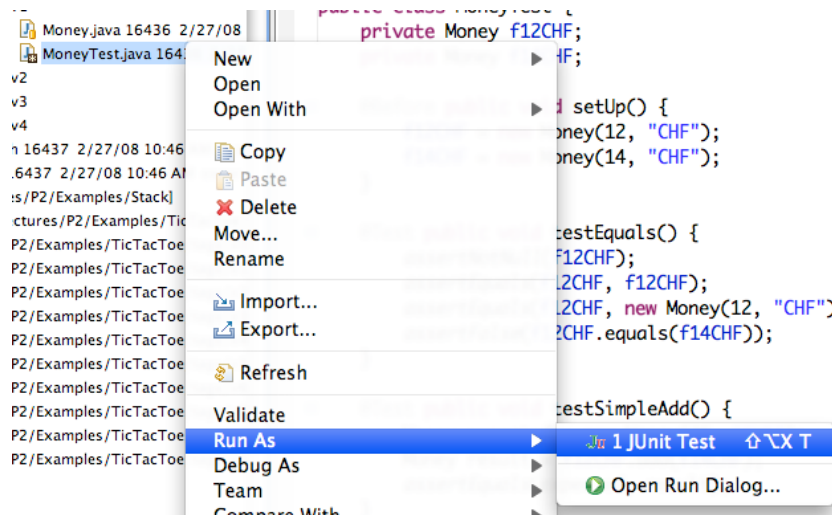 public class MoneyTest {
Money.java 16436 2/27/08
private Money f12CHF;
MoneyTest.java 164
private Money HF;
v2
v3
v4
setUp() {
oney(12, "CHF");
oney(14, "CHF");
16437 2/27/08 10:46
.6437 2/27/08 10:46 A
es/P2/Examples/Stack]
ctures/P2/Examples/Tic
P2/Examples/TicTacToe
P2/Examples/TicTacToe
P2/Examples/TicTacToe
P2/Examples/TicTacToe
P2/Examples/TicTacToe
P2/Examples/TicTacToe
P2/Examples/TicTacToe
P2/Examples/TicTacToe
P2/Examples/TicTacToe
P2/Examples/TicTacToe
testEquals() {
f12CHF);
12CHF, f12CHF);
12CHF, new Money(12, "CHF")
2CHF.equals(f14CHF));
testSimpleAdd() {
New
Open
Open With
Copy
Paste
Delete
Move...
Rename
Import...
Export...
Refresh
Validate
Run As
Debug As
Team
Compare With
1 JUnit Test ⇧⌥X T
Open Run Dialog...